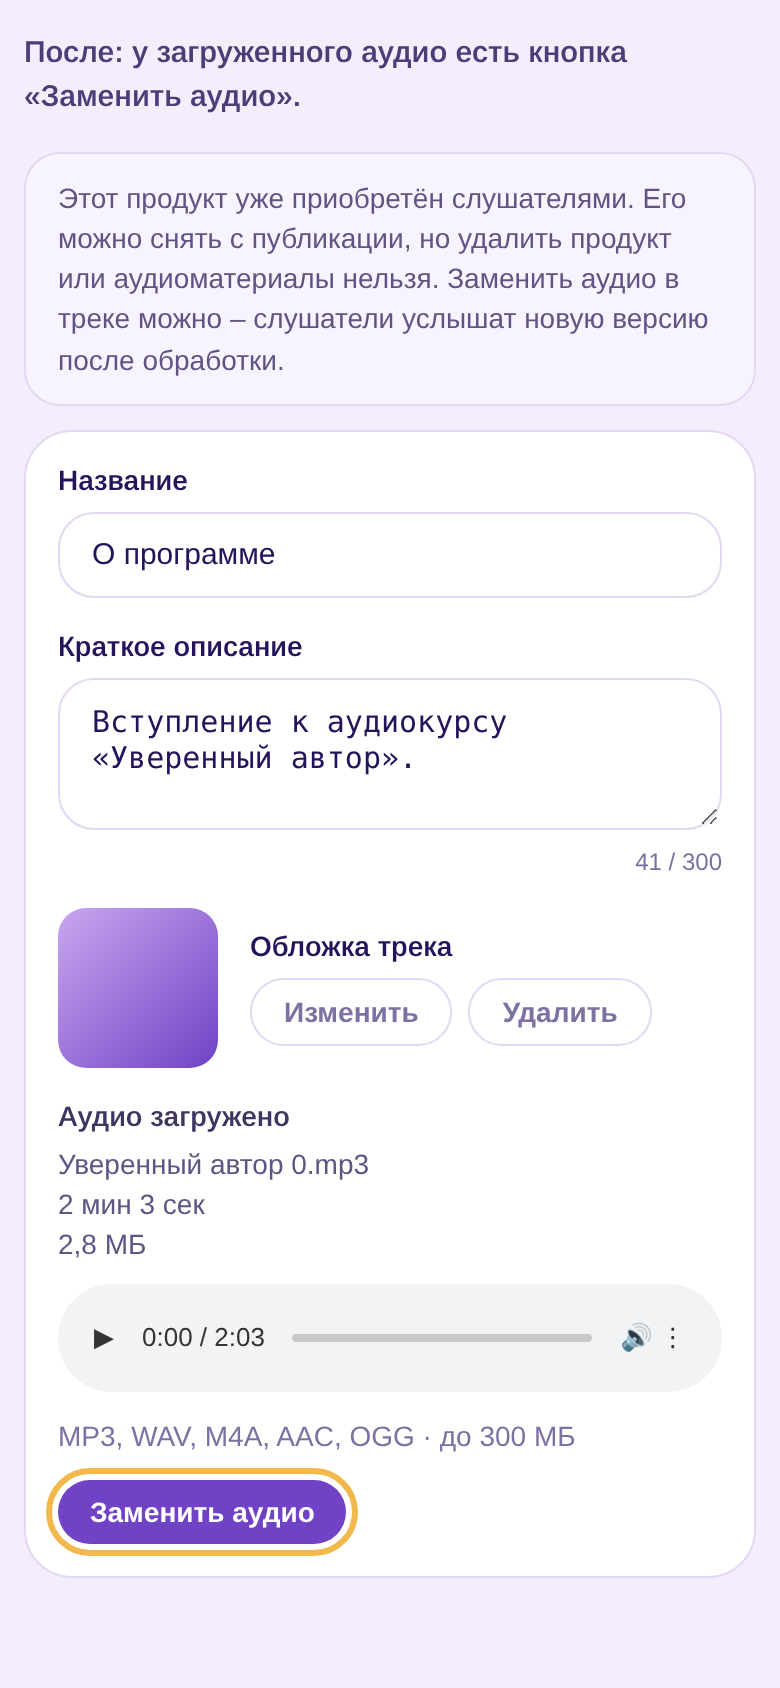 После: у загруженного аудио есть кнопка
«Заменить аудио».
Этот продукт уже приобретён слушателями. Его
можно снять с публикации, но удалить продукт
или аудиоматериалы нельзя. Заменить аудио в
треке можно – слушатели услышат новую версию
после обработки.
Название
О программе
Краткое описание
Вступление к аудиокурсу
«Уверенный автор».
41 / 300
Обложка трека
Изменить Удалить
Аудио загружено
Уверенный автор 0.mp3
2 мин 3 сек
2,8 МБ
0:00 / 2:03
MP3, WAV, M4A, AAC, OGG · до 300 МБ
Заменить аудио